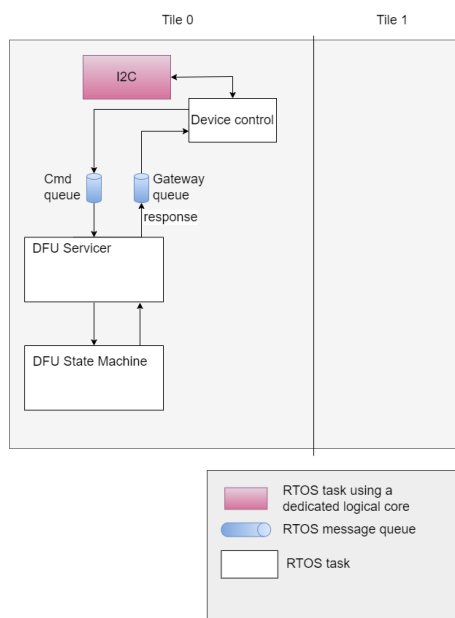 Tile 0
Tile 1
I2C
Device control
Cmd
queue
Gateway
queue
response
DFU Servicer
DFU State Machine
RTOS task using a
dedicated logical core
RTOS message queue
RTOS task